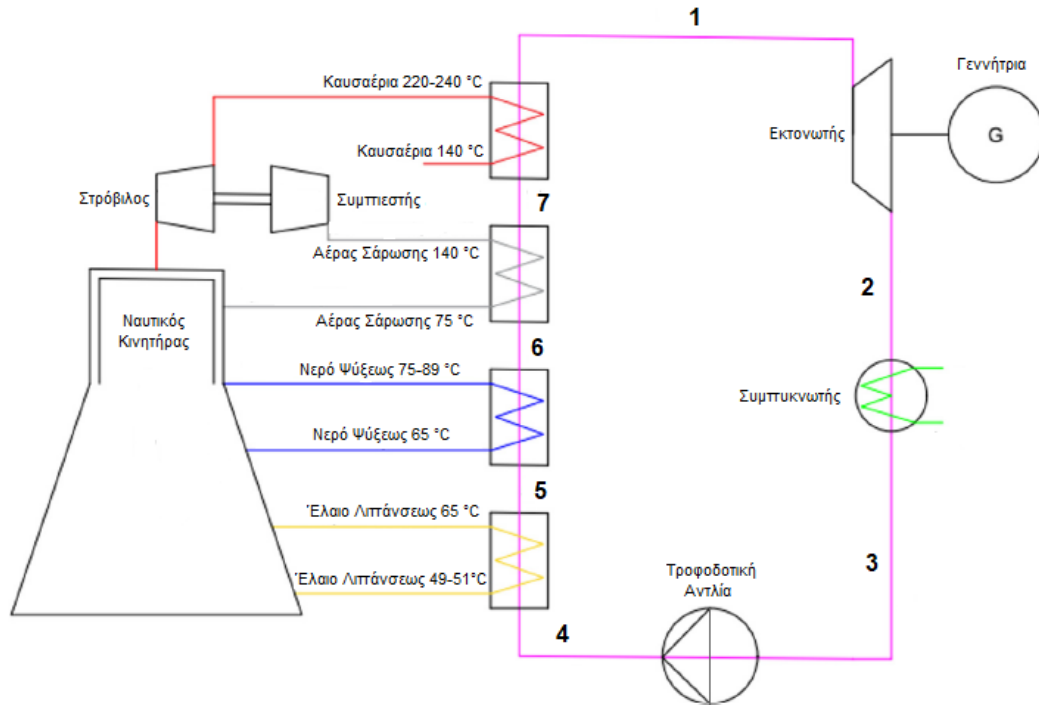 1
Καυσαέρια 220-240 °C
Γεννήτρια
G
Εκτονωτής
Καυσαέρια 140 °C
Στρόβιλος
Συμπιεστής
7
Αέρας Σάρωσης 140 °C
2
Ναυτικός
Κινητήρας
Αέρας Σάρωσης 75 °C
6
Νερό Ψύξεως 75-89 °C
Συμπυκνωτής
Νερό Ψύξεως 65 °C
5
Έλαιο Λιπάνσεως 65 °C
3
Τροφοδοτική
Αντλία
Έλαιο Λιπάνσεως 49-51°C
4